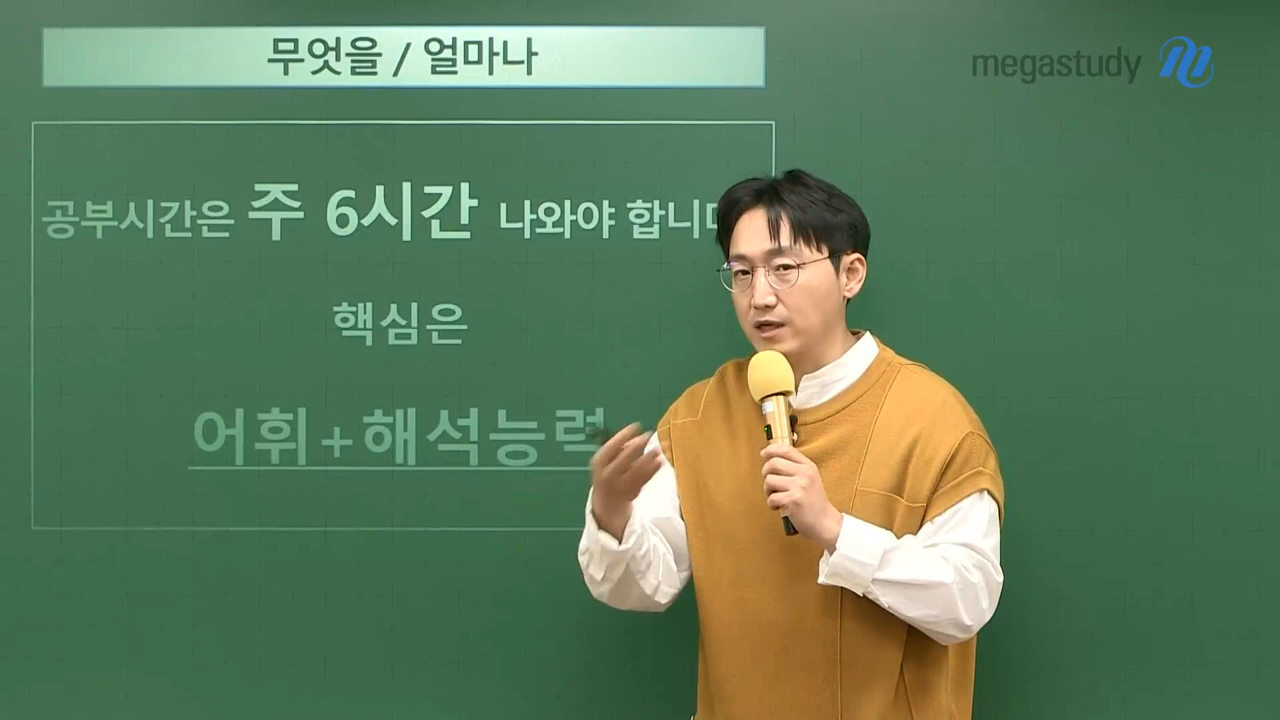 무엇을 / 얼마나
megastudy
공부시간은 주 6시간 나와야 합니
핵심은
어휘+해석능력